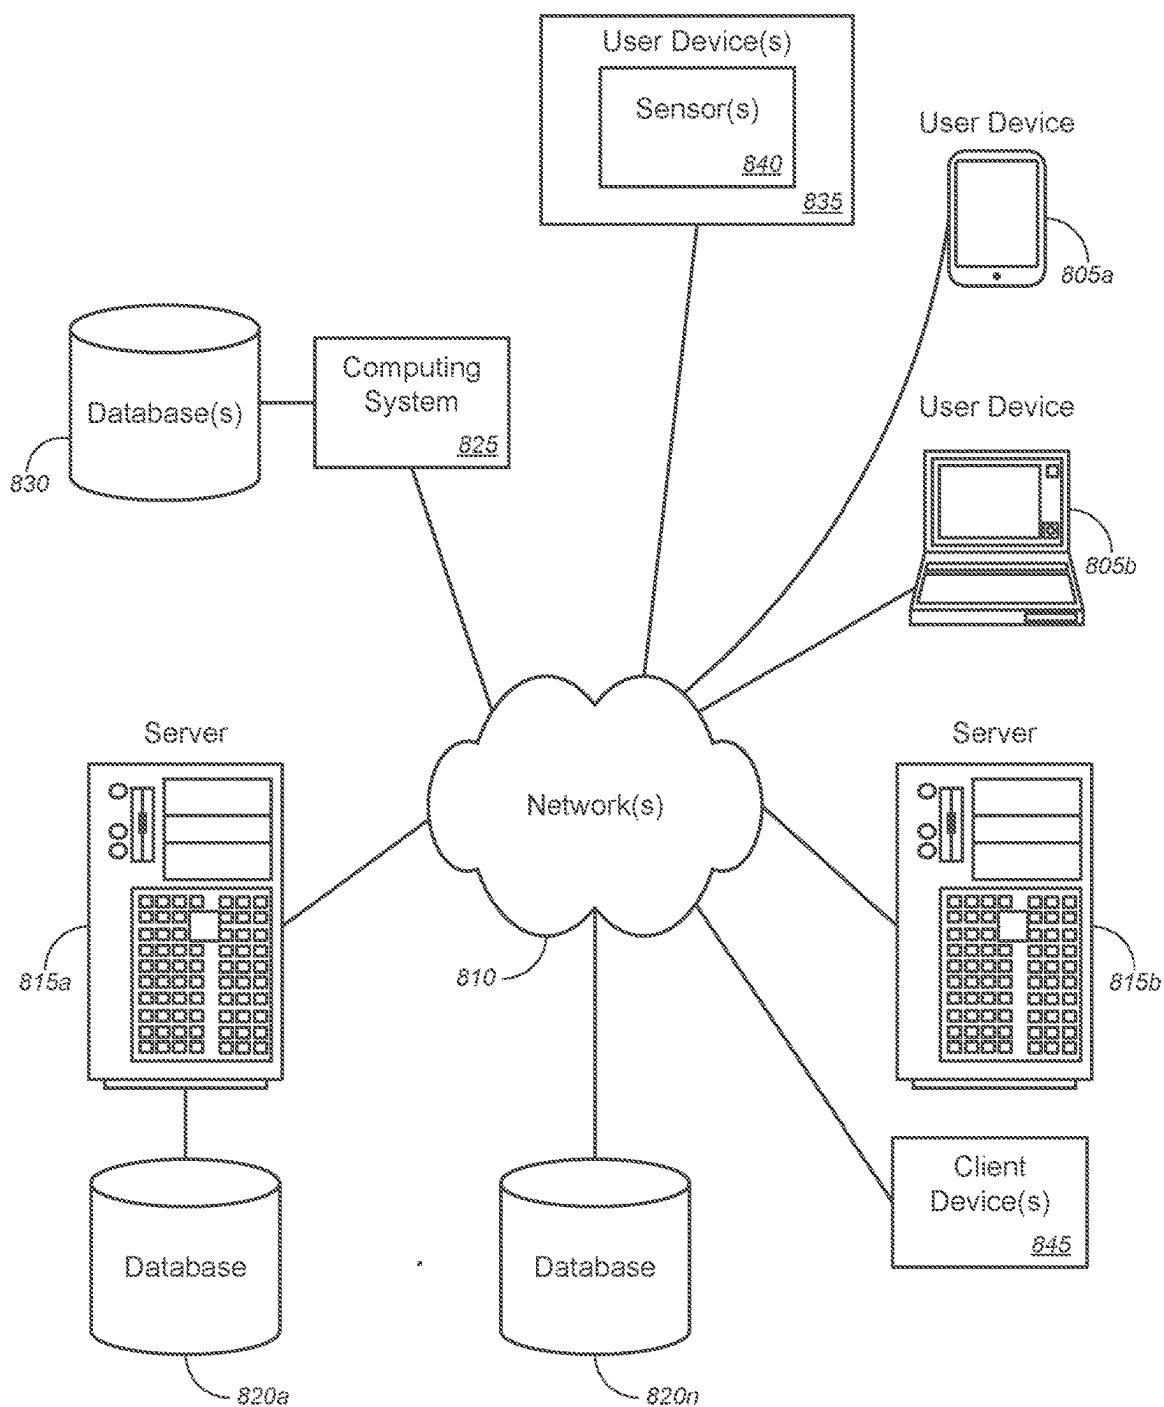 User Device(s)
Sensor(s)
840
835
User Device
805a
Database(s)
830
Computing
System
825
User Device
805b
Server
815a
Network(s)
810
Server
815b
Database
820a
Database
820n
Client
Device(s)
845